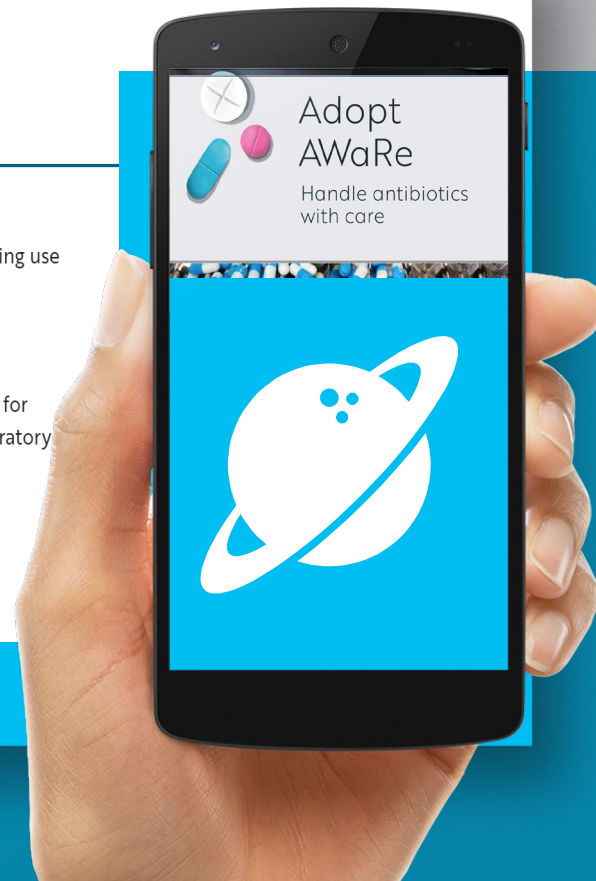 Adopt
AWaRe
Handle antibiotics
with care
ing use
for
ratory